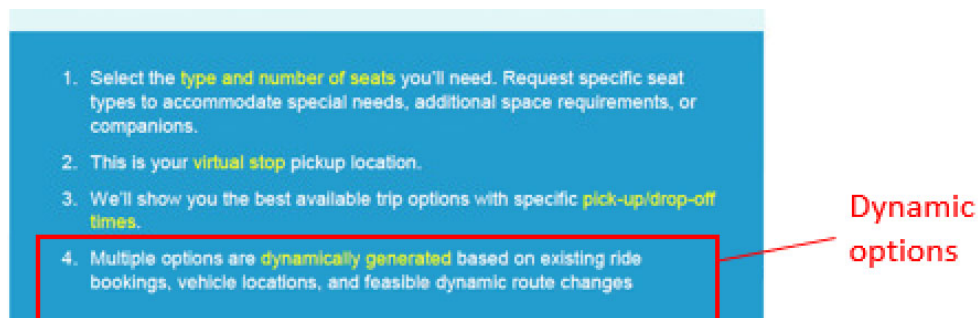 1. Select the type and number of seats you'll need. Request specific seat
types to accommodate special needs, additional space requirements, or
companions.
2. This is your virtual stop pickup location.
3. We'll show you the best available trip options with specific pick-up/drop-off
times.
4. Multiple options are dynamically generated based on existing ride
bookings, vehicle locations, and feasible dynamic route changes
Dynamic
options